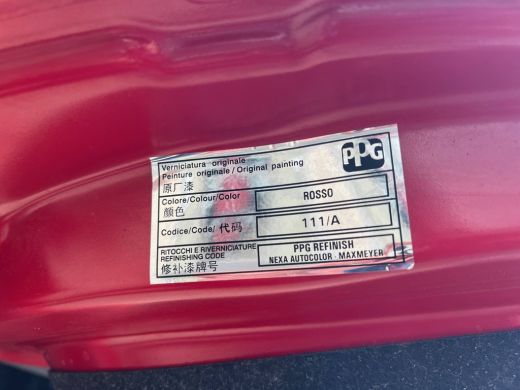 PPG
Verniciatura originale
Peinture originale / Original painting
原厂漆
Colore/Colour/Color ROSSO
颜色
Codice/Code/代码 111/A
RITOCCHI E RIVERNICIATURE PPG REFINISH
REFINISHING CODE NEXA AUTOCOLOR - MAXMEYER
修补漆牌号